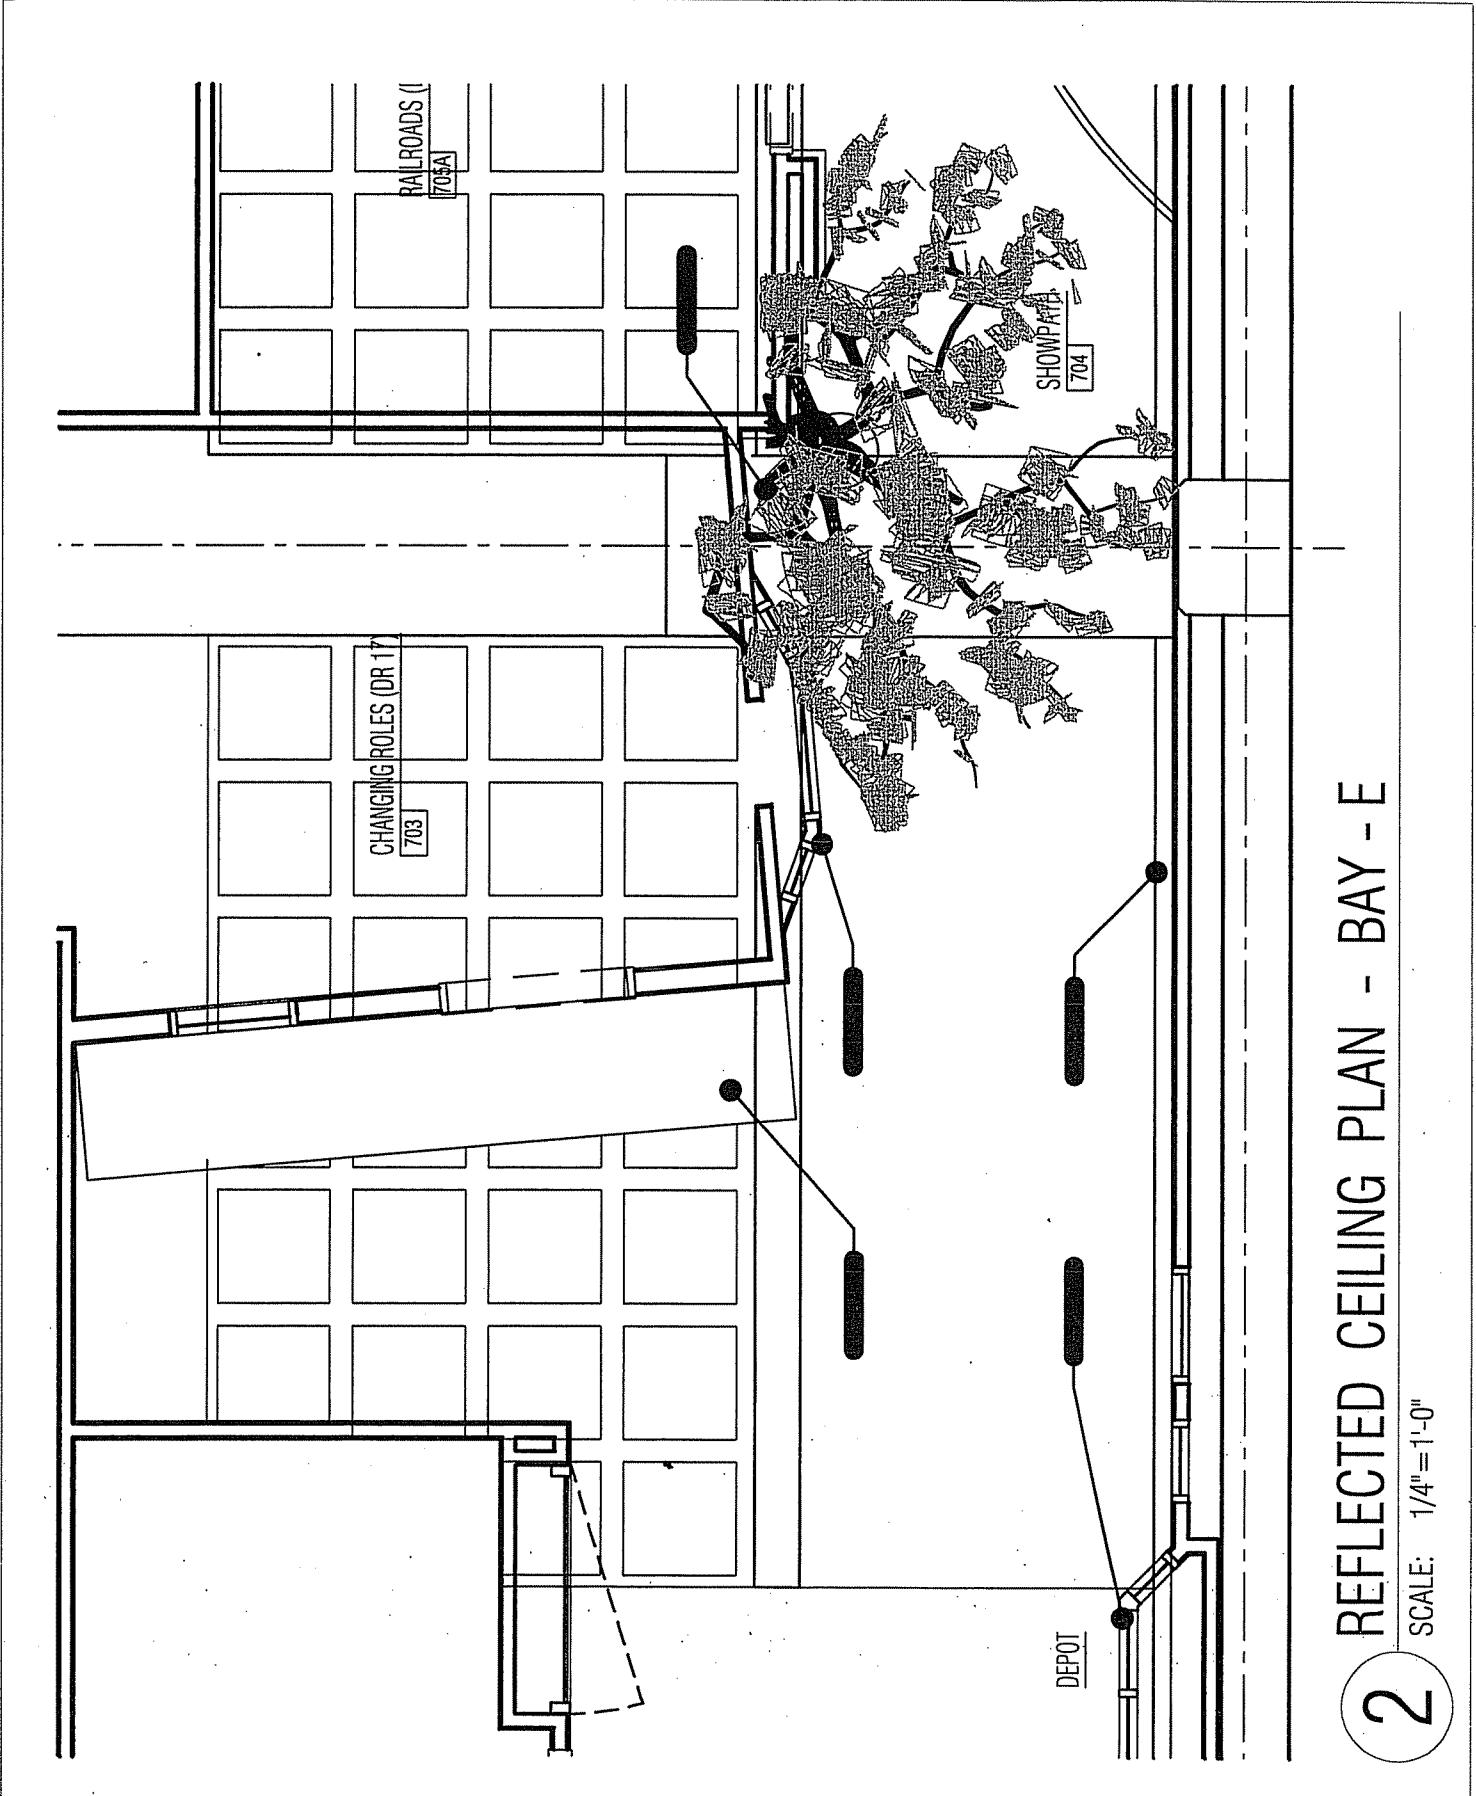 RAILROADS (
705A
CHANGING ROLES (DR 17)
703
SHOWPATH
704
DEPOT
2
REFLECTED CEILING PLAN - BAY - E
SCALE: 1/4"=1'-0"